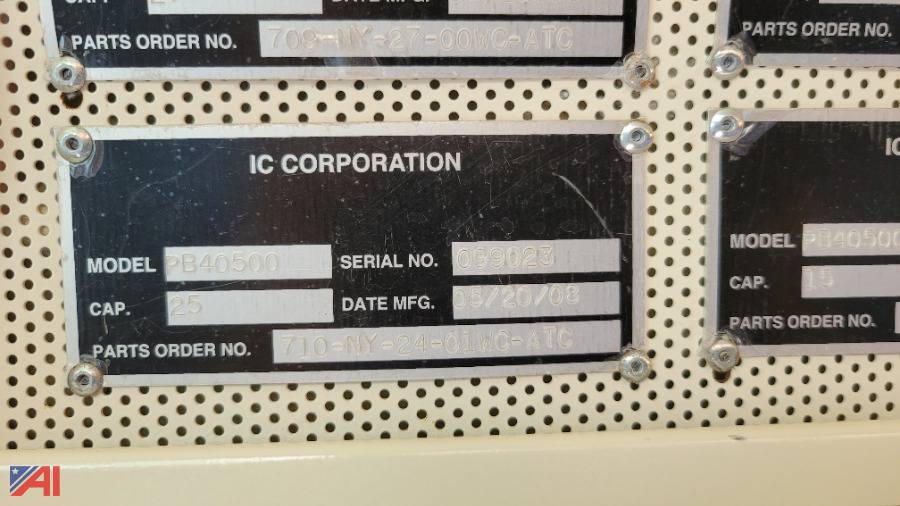 PARTS ORDER NO. 709-NY-27-00WC-ATC
PARTS ORDER NO.
IC CORPORATION
MODEL PB40500 SERIAL NO. 069023
CAP. 25 DATE MFG. 05/20/08
PARTS ORDER NO. 710-NY-24-01WC-ATC
IC
MODEL PB40500
CAP. 15
PARTS ORDER NO.
AI